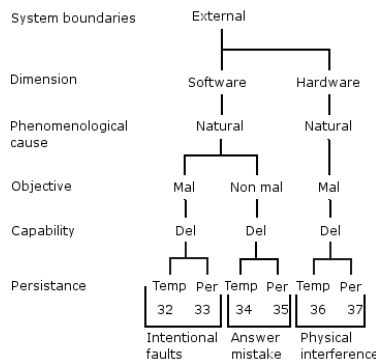 System boundaries External
Dimension Software Hardware
Phenomenological cause Natural Natural
Objective Mal Non mal Mal
Capability Del Del Del
Persistance Temp Per Temp Per Temp Per
32 33 34 35 36 37
Intentional faults Answer mistake Physical interference